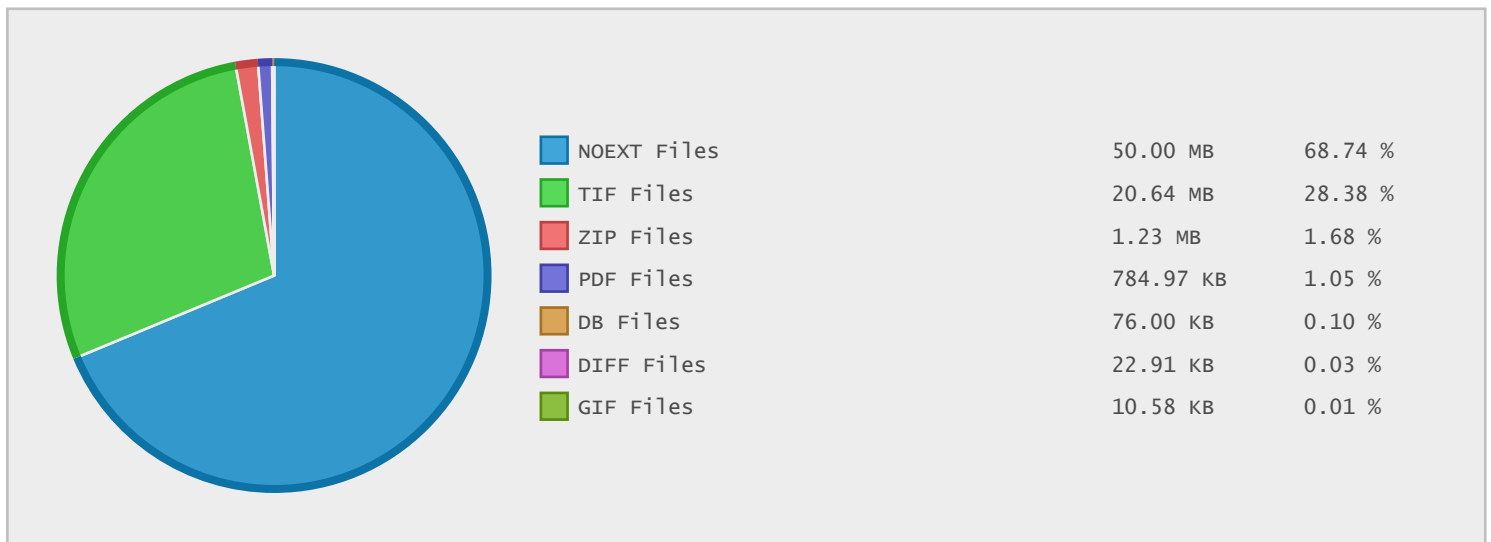 NOEXT Files 50.00 MB 68.74 %
TIF Files 20.64 MB 28.38 %
ZIP Files 1.23 MB 1.68 %
PDF Files 784.97 KB 1.05 %
DB Files 76.00 KB 0.10 %
DIFF Files 22.91 KB 0.03 %
GIF Files 10.58 KB 0.01 %